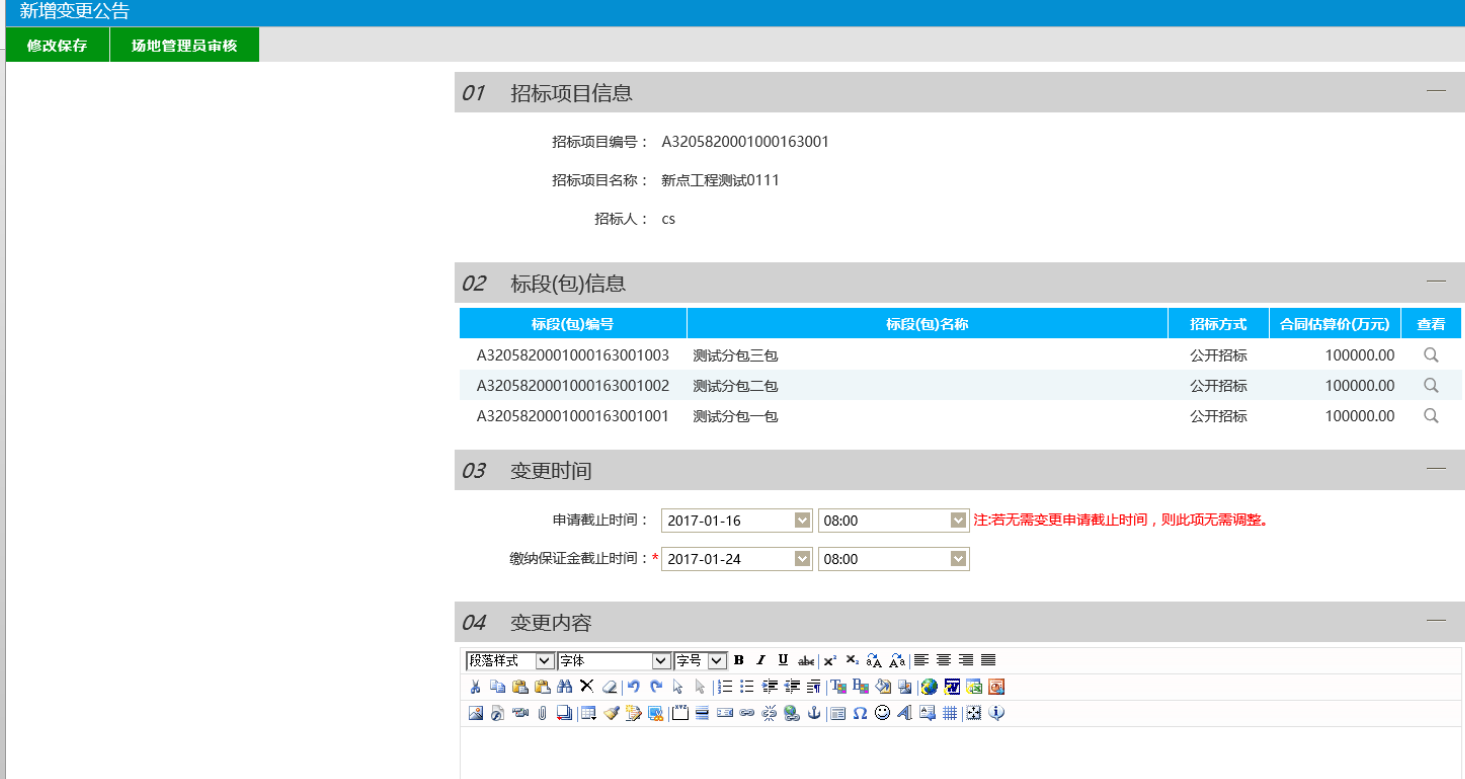 新增变更公告
修改保存 场地管理员审核
01 招标项目信息
招标项目编号： A3205820001000163001
招标项目名称： 新点工程测试0111
招标人： cs
02 标段(包)信息
标段(包)编号 标段(包)名称 招标方式 合同估算价(万元) 查看
A3205820001000163001003 测试分包三包 公开招标 100000.00
A3205820001000163001002 测试分包二包 公开招标 100000.00
A3205820001000163001001 测试分包一包 公开招标 100000.00
03 变更时间
申请截止时间： 2017-01-16 08:00 注:若无需变更申请截止时间，则此项无需调整。
缴纳保证金截止时间：* 2017-01-24 08:00
04 变更内容
段落样式 字体 字号 B I U abc x² x₂